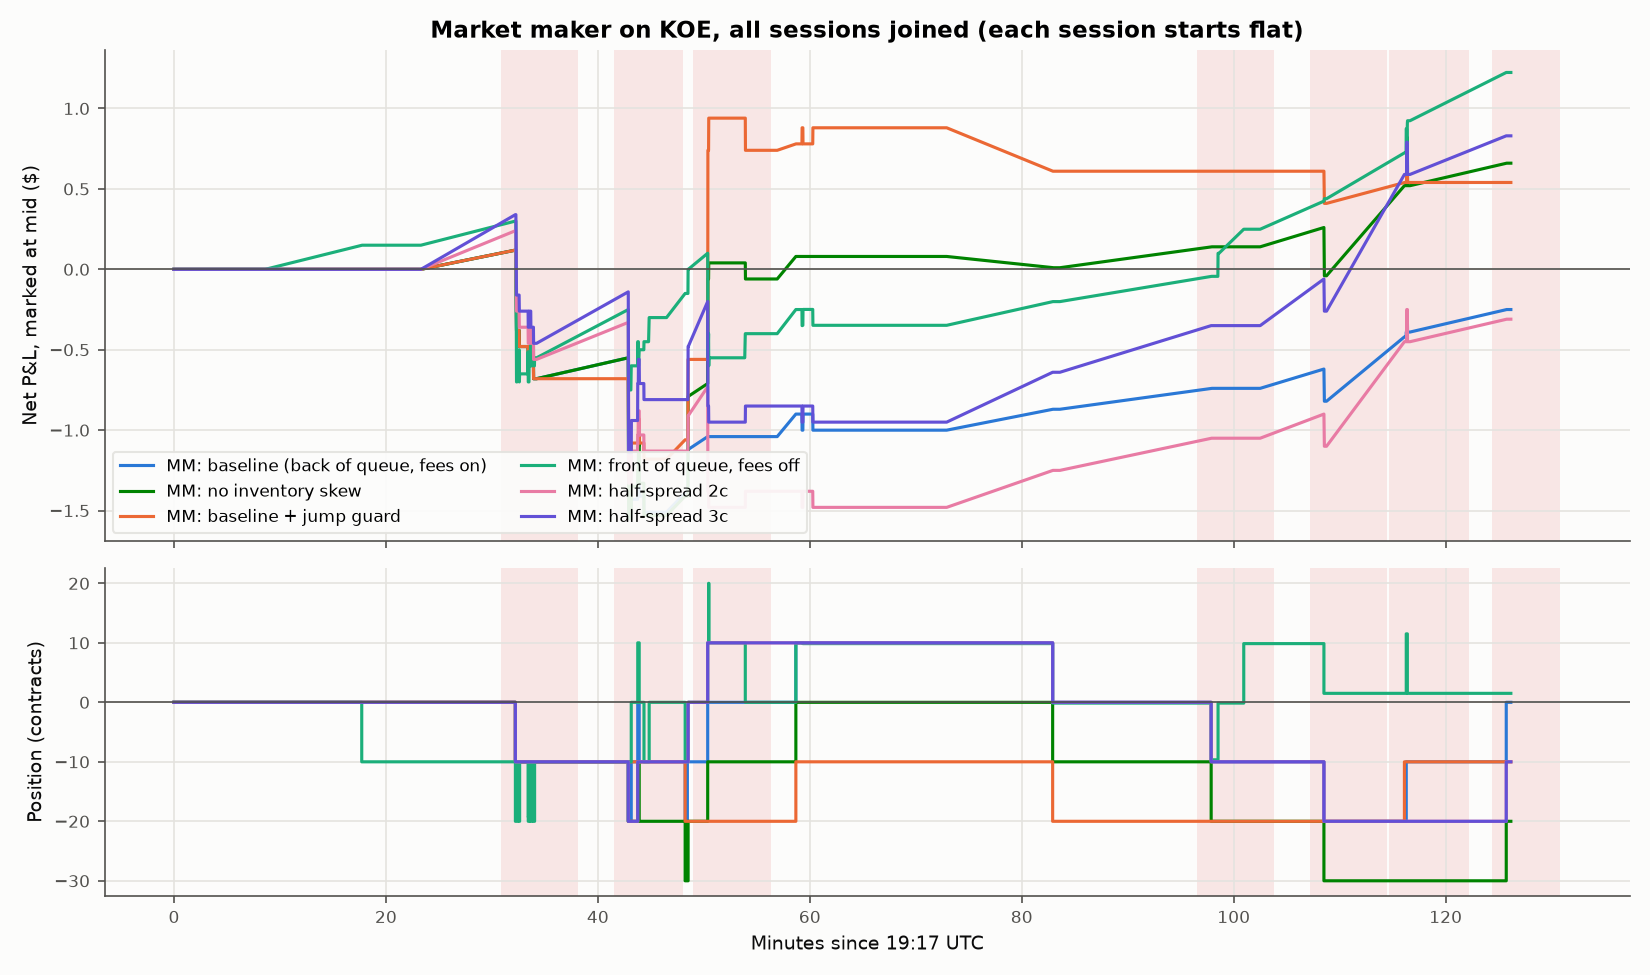 Market maker on KOE, all sessions joined (each session starts flat)
Net P&L, marked at mid ($)
1.0
0.5
0.0
−0.5
−1.0
−1.5
MM: baseline (back of queue, fees on)
MM: no inventory skew
MM: baseline + jump guard
MM: front of queue, fees off
MM: half-spread 2c
MM: half-spread 3c
Position (contracts)
20
10
0
−10
−20
−30
0 20 40 60 80 100 120
Minutes since 19:17 UTC